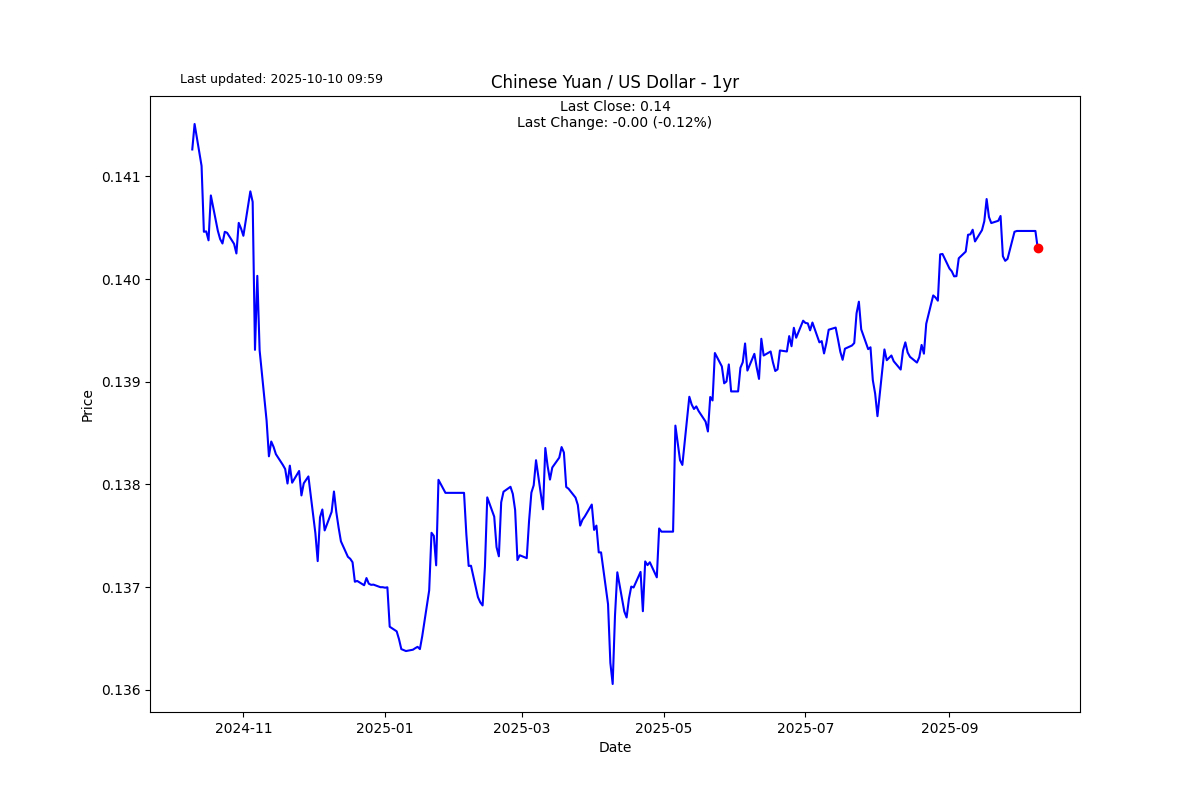 Last updated: 2025-10-10 09:59
Chinese Yuan / US Dollar - 1yr
Last Close: 0.14
Last Change: -0.00 (-0.12%)
0.141
0.140
0.139
0.138
0.137
0.136
Price
2024-11
2025-01
2025-03
2025-05
2025-07
2025-09
Date